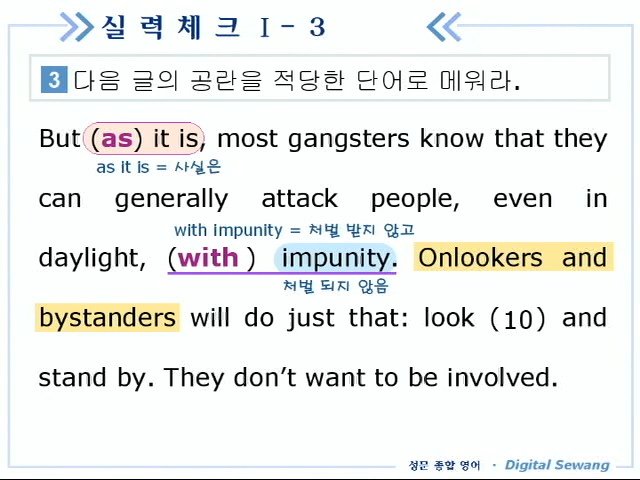 실력체크 I - 3
3 다음 글의 공란을 적당한 단어로 메워라.
But (as) it is, most gangsters know that they
as it is = 사실은
can generally attack people, even in
with impunity = 처벌 받지 않고
daylight, (with ) impunity. Onlookers and
처벌 되지 않음
bystanders will do just that: look (10) and
stand by. They don't want to be involved.
성문 종합 영어 · Digital Sewang